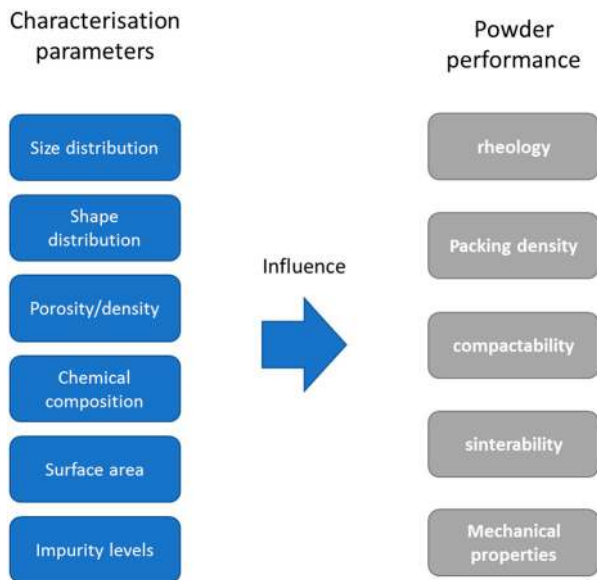 Characterisation
parameters
Size distribution
Shape
distribution
Porosity/density
Chemical
composition
Surface area
Impurity levels
Influence
Powder
performance
rheology
Packing density
compactability
sinterability
Mechanical
properties